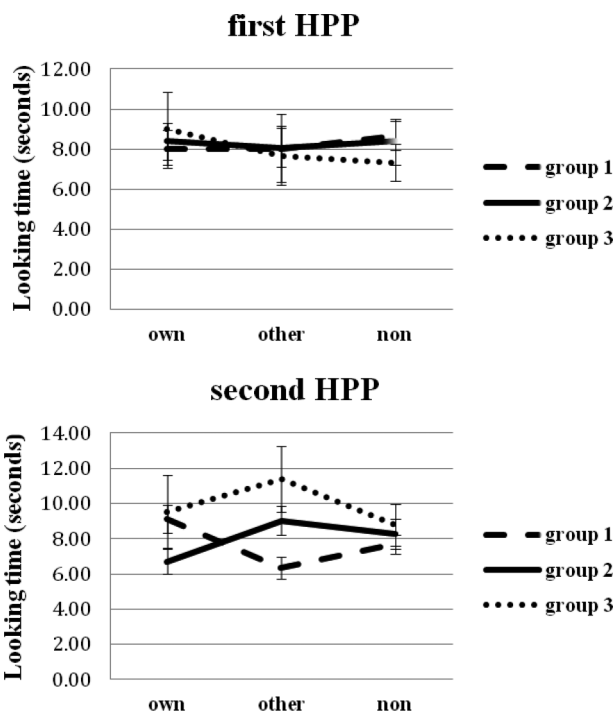 first HPP
Looking time (seconds)
12.00
10.00
8.00
6.00
4.00
2.00
0.00
own other non
group 1
group 2
group 3
second HPP
Looking time (seconds)
14.00
12.00
10.00
8.00
6.00
4.00
2.00
0.00
own other non
group 1
group 2
group 3